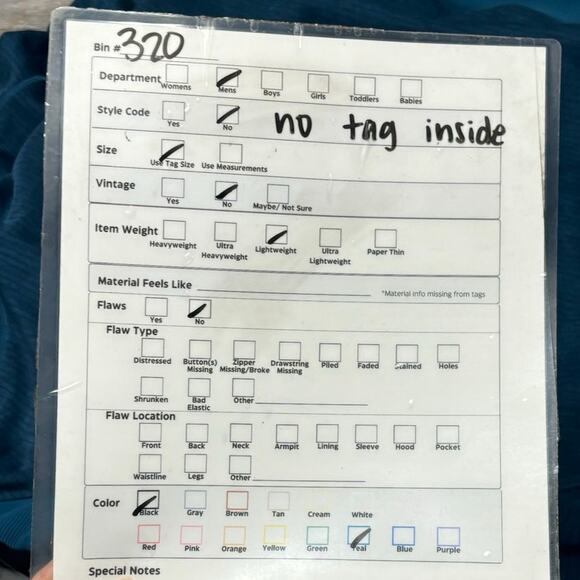 Bin # 320
Department Womens Mens Boys Girls Toddlers Babies
Style Code Yes No no tag inside
Size Use Tag Size Use Measurements
Vintage Yes No Maybe/ Not Sure
Item Weight Heavyweight Ultra Heavyweight Lightweight Ultra Lightweight Paper Thin
Material Feels Like *Material info missing from tags
Flaws Yes No
Flaw Type
Distressed Button(s) Missing Zipper Missing/Broke Drawstring Missing Piled Faded Stained Holes
Shrunken Bad Elastic Other
Flaw Location
Front Back Neck Armpit Lining Sleeve Hood Pocket
Waistline Legs Other
Color Black Gray Brown Tan Cream White
Red Pink Orange Yellow Green Teal Blue Purple
Special Notes